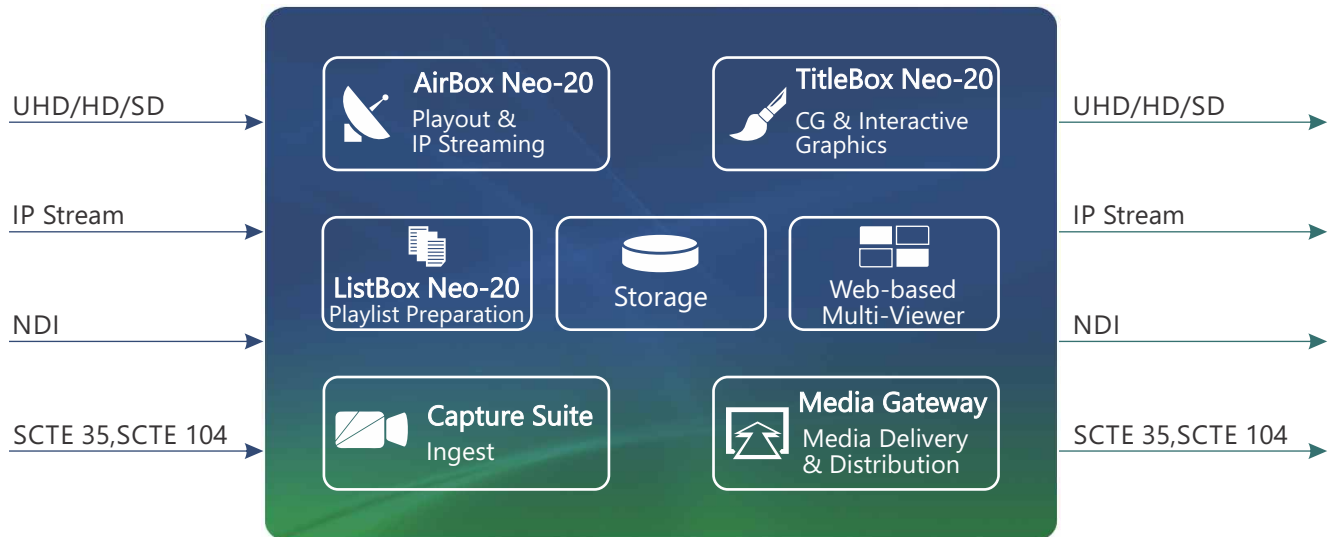 UHD/HD/SD
IP Stream
NDI
SCTE 35,SCTE 104
AirBox Neo-20
Playout &
IP Streaming
TitleBox Neo-20
CG & Interactive
Graphics
ListBox Neo-20
Playlist Preparation
Storage
Web-based
Multi-Viewer
Capture Suite
Ingest
Media Gateway
Media Delivery
& Distribution
UHD/HD/SD
IP Stream
NDI
SCTE 35,SCTE 104